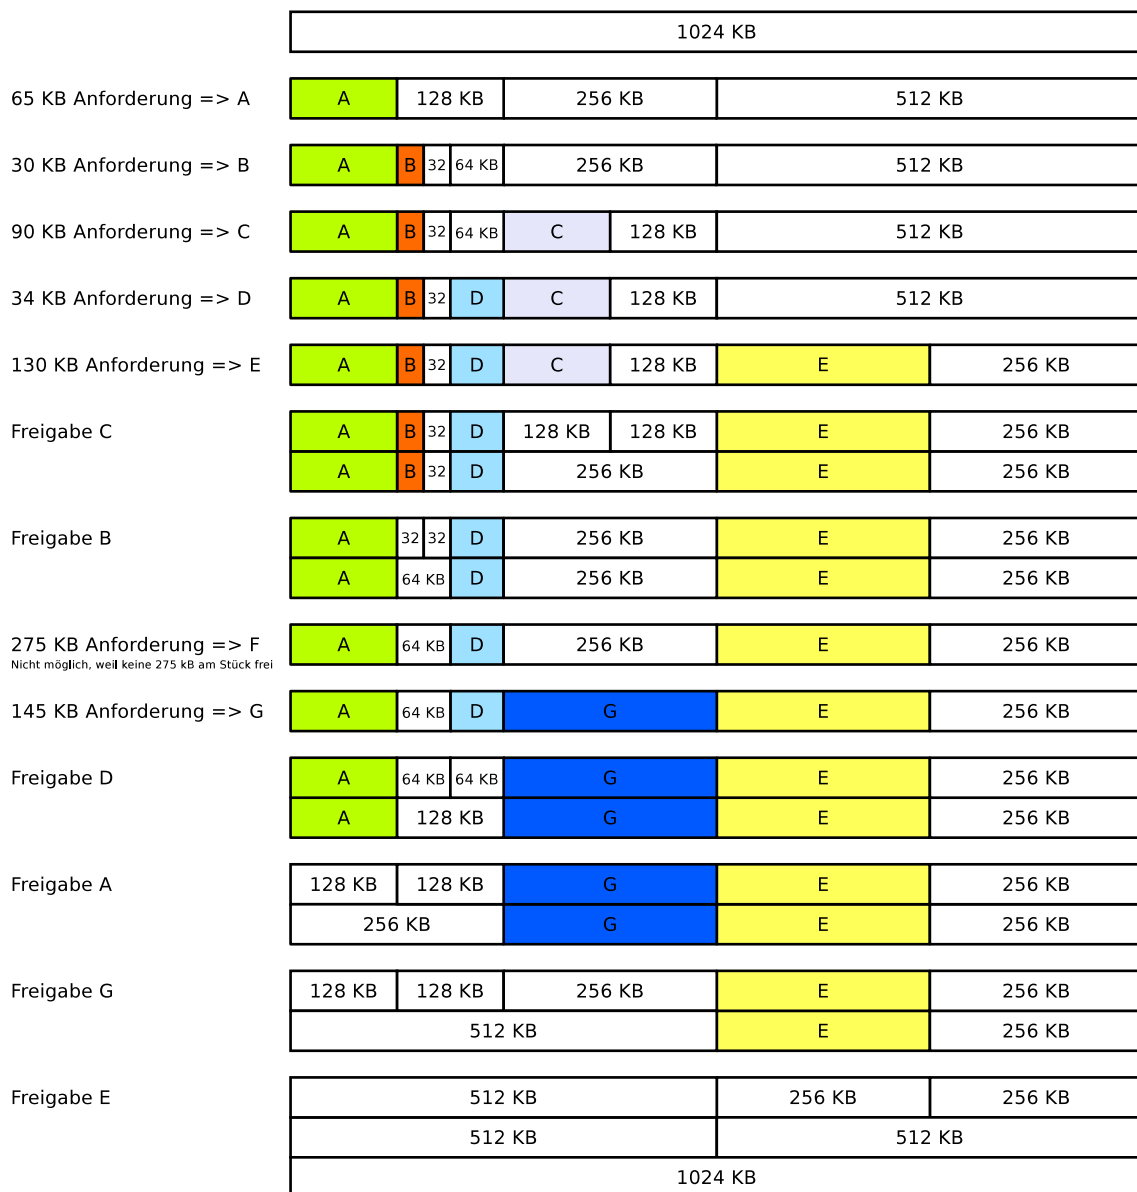 1024 KB
65 KB Anforderung => A A 128 KB 256 KB 512 KB
30 KB Anforderung => B A B 32 64 KB 256 KB 512 KB
90 KB Anforderung => C A B 32 64 KB C 128 KB 512 KB
34 KB Anforderung => D A B 32 D C 128 KB 512 KB
130 KB Anforderung => E A B 32 D C 128 KB E 256 KB
Freigabe C A B 32 D 128 KB 128 KB E 256 KB
A B 32 D 256 KB E 256 KB
Freigabe B A 32 32 D 256 KB E 256 KB
A 64 KB D 256 KB E 256 KB
275 KB Anforderung => F A 64 KB D 256 KB E 256 KB
Nicht möglich, weil keine 275 kB am Stück frei
145 KB Anforderung => G A 64 KB D G E 256 KB
Freigabe D A 64 KB 64 KB G E 256 KB
A 128 KB G E 256 KB
Freigabe A 128 KB 128 KB G E 256 KB
256 KB G E 256 KB
Freigabe G 128 KB 128 KB 256 KB E 256 KB
512 KB E 256 KB
Freigabe E 512 KB 256 KB 256 KB
512 KB 512 KB
1024 KB